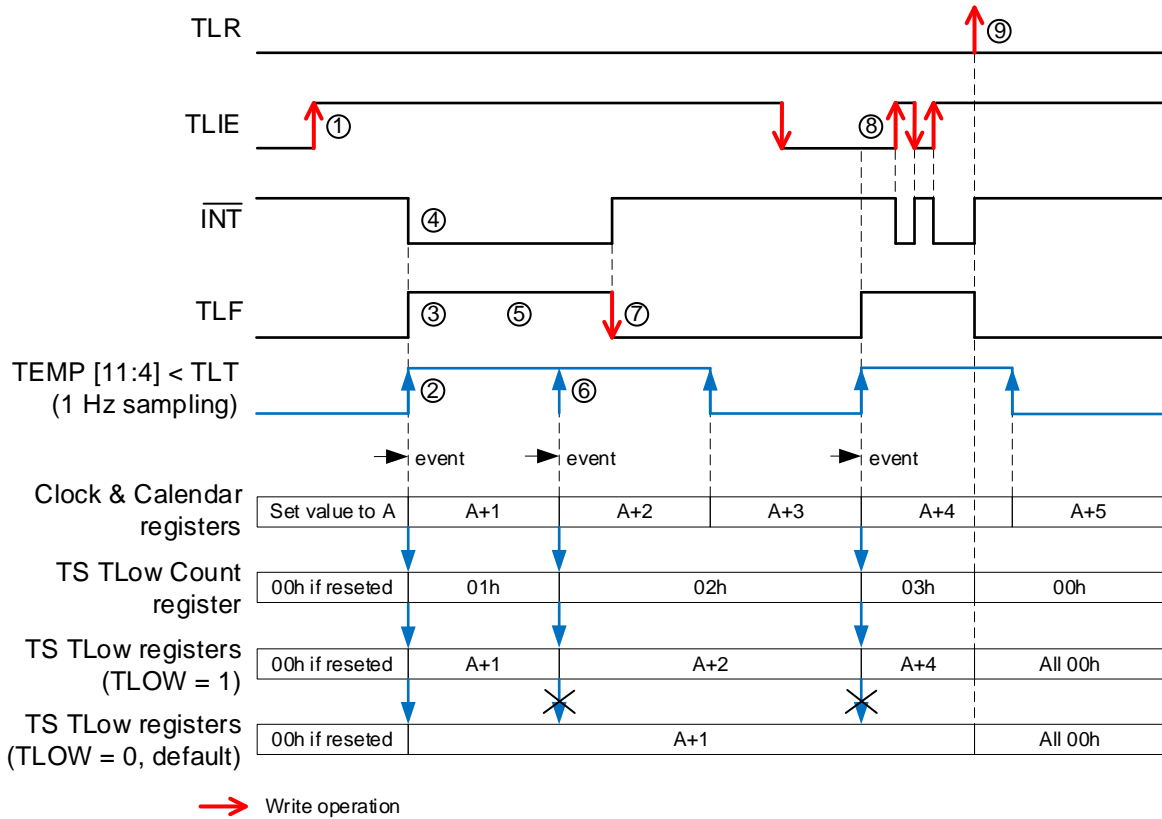 TLR
⑨
TLIE
①
⑧
INT
④
TLF
③
⑤
⑦
TEMP [11:4] < TLT
(1 Hz sampling)
②
⑥
event
event
event
Clock & Calendar
registers
Set value to A
A+1
A+2
A+3
A+4
A+5
TS TLow Count
register
00h if reseted
01h
02h
03h
00h
TS TLow registers
(TLOW = 1)
00h if reseted
A+1
A+2
A+4
All 00h
TS TLow registers
(TLOW = 0, default)
00h if reseted
A+1
All 00h
Write operation